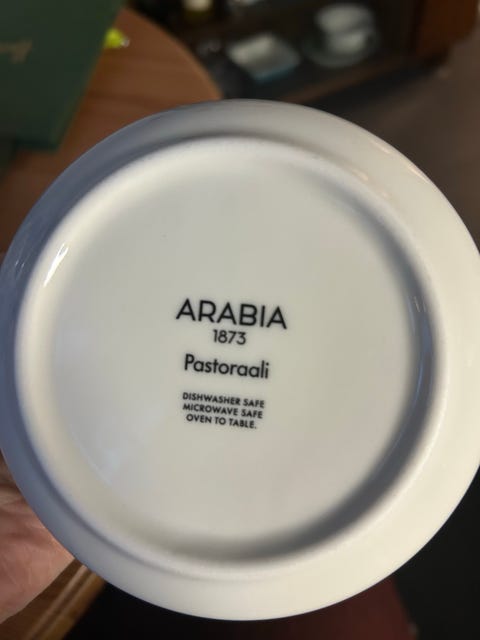 ARABIA
1873
Pastoraali
DISHWASHER SAFE
MICROWAVE SAFE
OVEN TO TABLE.